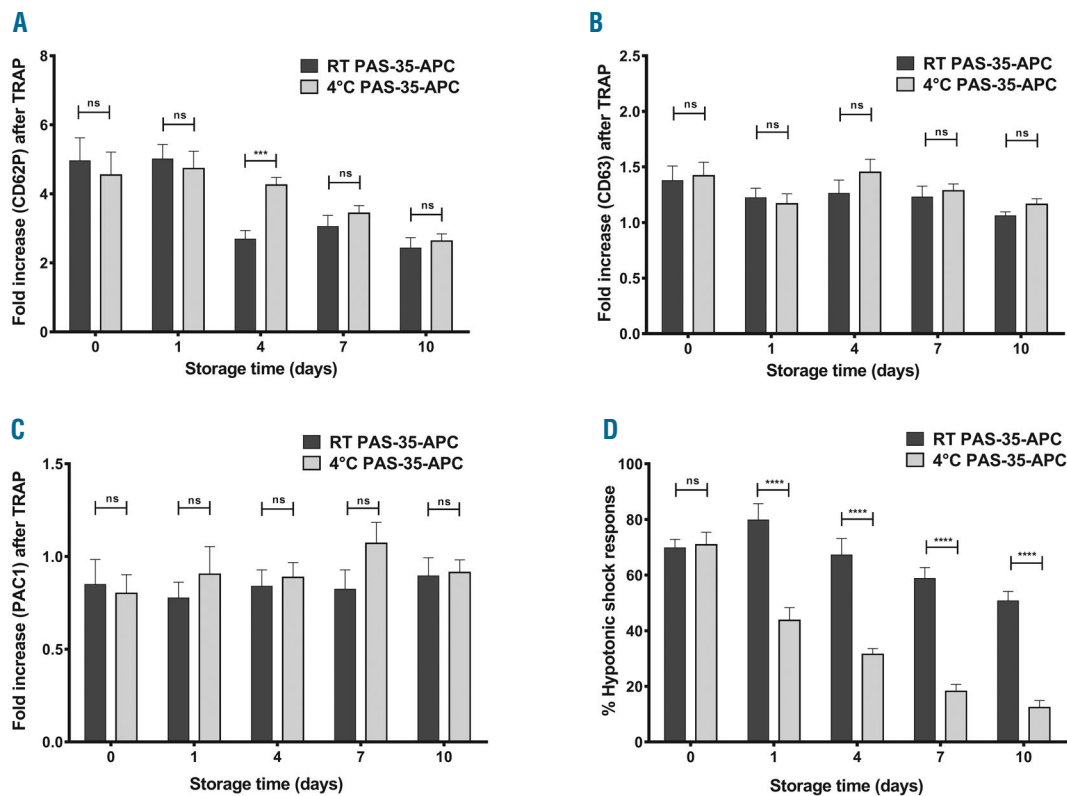 A
RT PAS-35-APC
4°C PAS-35-APC
Fold increase (CD62P) after TRAP
8
6
4
2
0
ns
ns
***
ns
ns
0 1 4 7 10
Storage time (days)
B
RT PAS-35-APC
4°C PAS-35-APC
Fold increase (CD63) after TRAP
2.5
2.0
1.5
1.0
0.5
0.0
ns
ns
ns
ns
ns
0 1 4 7 10
Storage time (days)
C
RT PAS-35-APC
4°C PAS-35-APC
Fold increase (PAC1) after TRAP
1.5
1.0
0.5
0.0
ns
ns
ns
ns
ns
0 1 4 7 10
Storage time (days)
D
RT PAS-35-APC
4°C PAS-35-APC
% Hypotonic shock response
100
80
60
40
20
0
ns
****
****
****
****
0 1 4 7 10
Storage time (days)